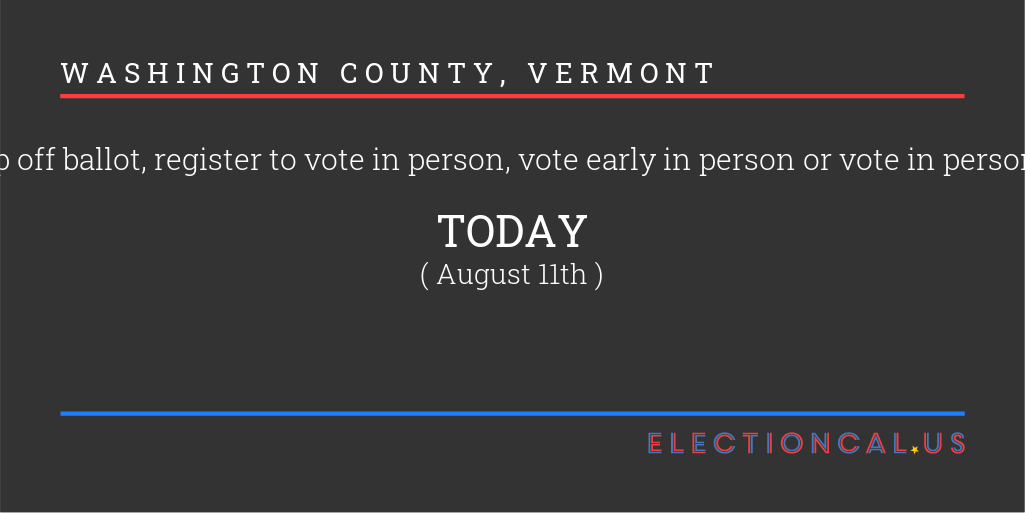 WASHINGTON COUNTY, VERMONT
off ballot, register to vote in person, vote early in person or vote in
TODAY
( August 11th )
ELECTIONCAL.US